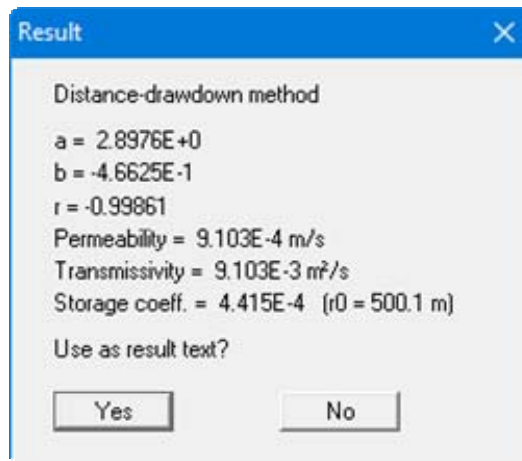 Result
Distance-drawdown method
a = 2.8976E+0
b = -4.6625E-1
r = -0.99861
Permeability = 9.103E-4 m/s
Transmissivity = 9.103E-3 m²/s
Storage coeff. = 4.415E-4 (r0 = 500.1 m)
Use as result text?
Yes
No